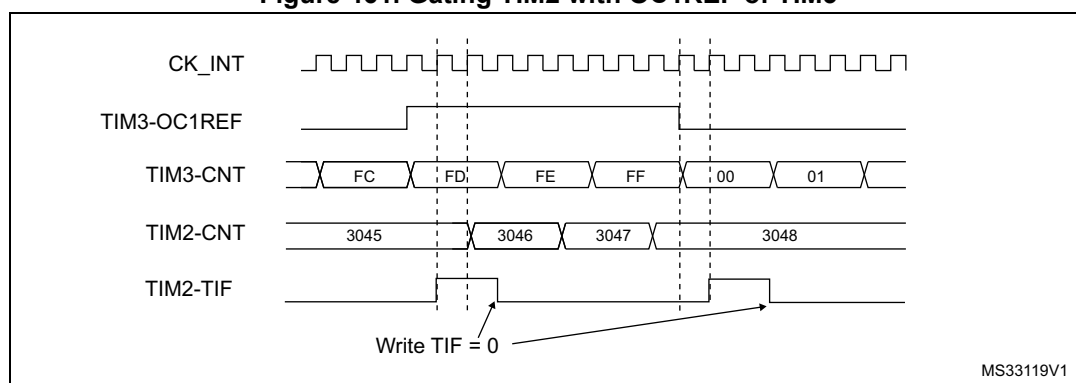 Figure 431. Gating TIM2 with OC1REF of TIM3
CK_INT
TIM3-OC1REF
TIM3-CNT FC FD FE FF 00 01
TIM2-CNT 3045 3046 3047 3048
TIM2-TIF
Write TIF = 0
MS33119V1